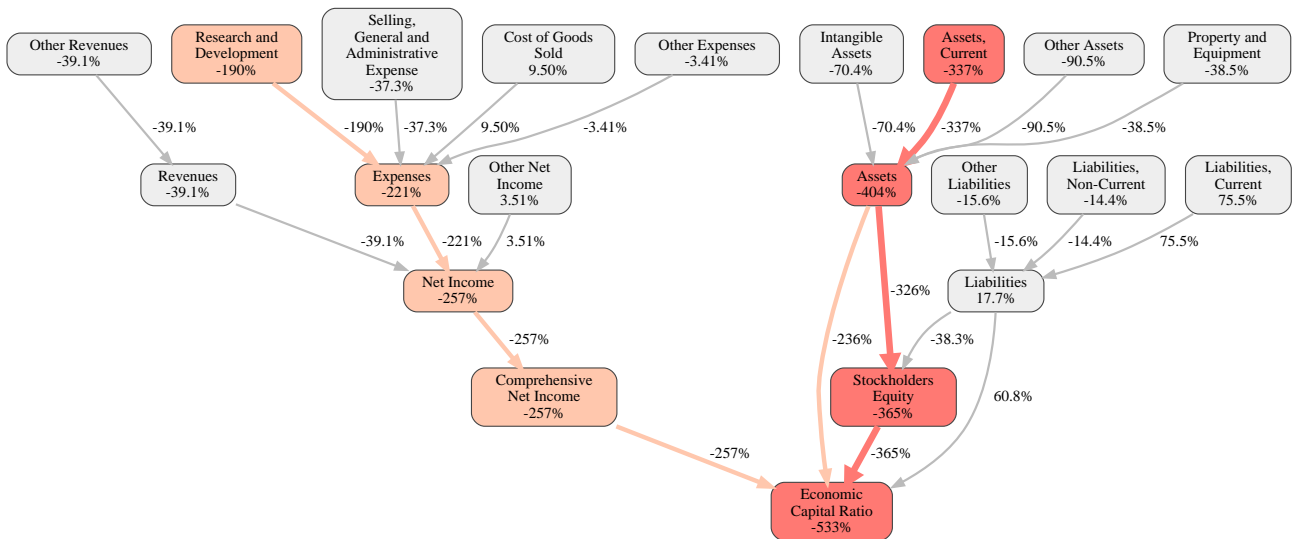 Other Revenues
-39.1%
Research and
Development
-190%
Selling,
General and
Administrative
Expense
-37.3%
Cost of Goods
Sold
9.50%
Other Expenses
-3.41%
Intangible
Assets
-70.4%
Assets,
Current
-337%
Other Assets
-90.5%
Property and
Equipment
-38.5%
-39.1%
-190%
-37.3%
9.50%
-3.41%
-70.4%
-337%
-90.5%
-38.5%
Revenues
-39.1%
Expenses
-221%
Other Net
Income
3.51%
Assets
-404%
Other
Liabilities
-15.6%
Liabilities,
Non-Current
-14.4%
Liabilities,
Current
75.5%
-39.1%
-221%
3.51%
-15.6%
-14.4%
75.5%
Net Income
-257%
-326%
Liabilities
17.7%
-257%
-236%
-38.3%
Comprehensive
Net Income
-257%
Stockholders
Equity
-365%
60.8%
-257%
-365%
Economic
Capital Ratio
-533%